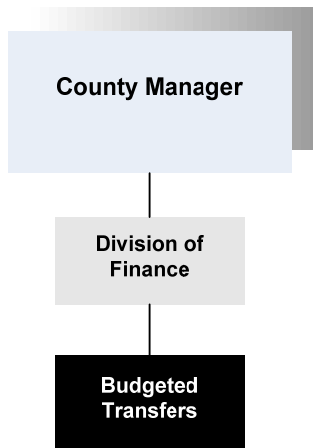 County Manager
Division of
Finance
Budgeted
Transfers